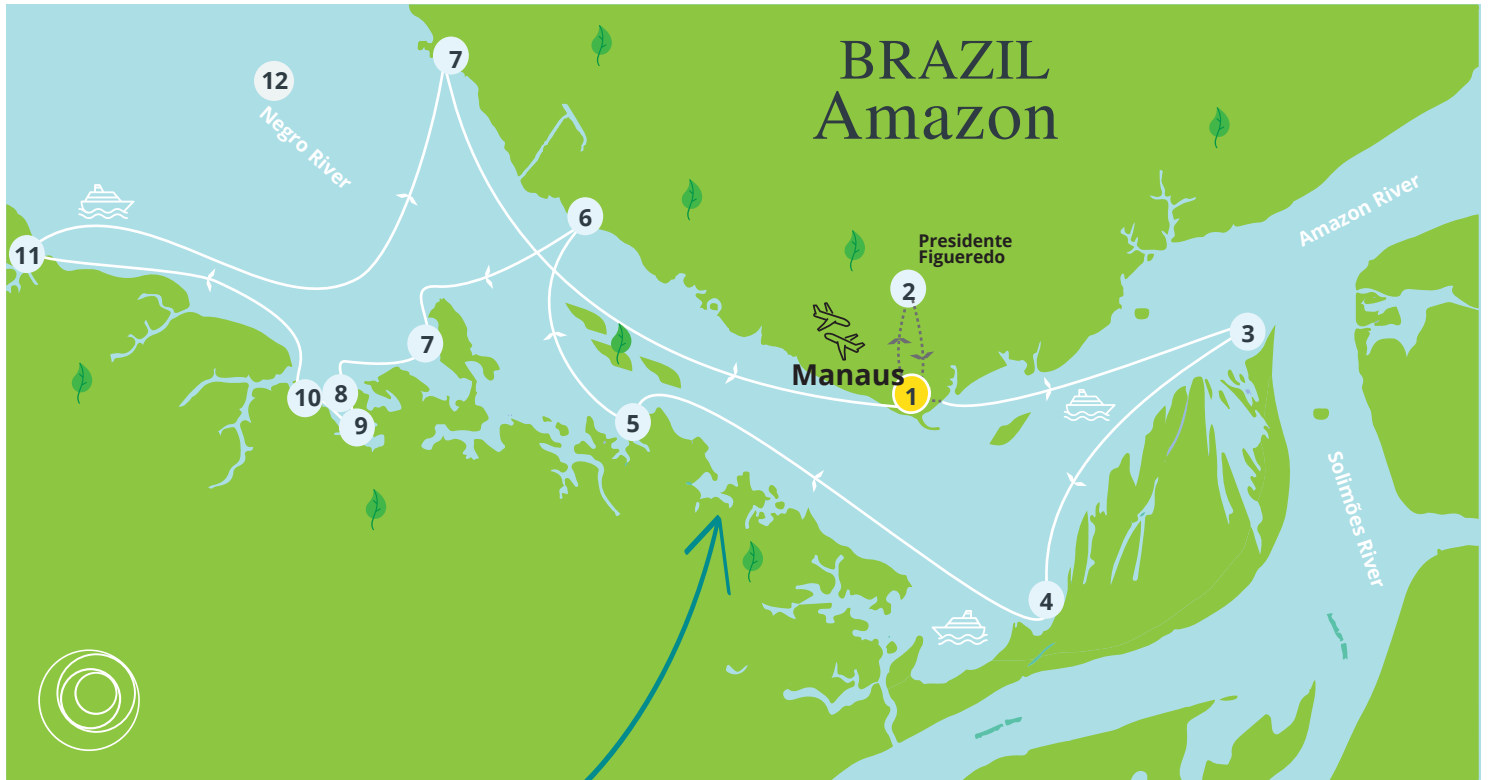 BRAZIL
Amazon
7
12
Negro River
6
Amazon River
Presidente
Figueredo
11
2
3
7
Manaus
1
10
8
9
5
Solimões River
4